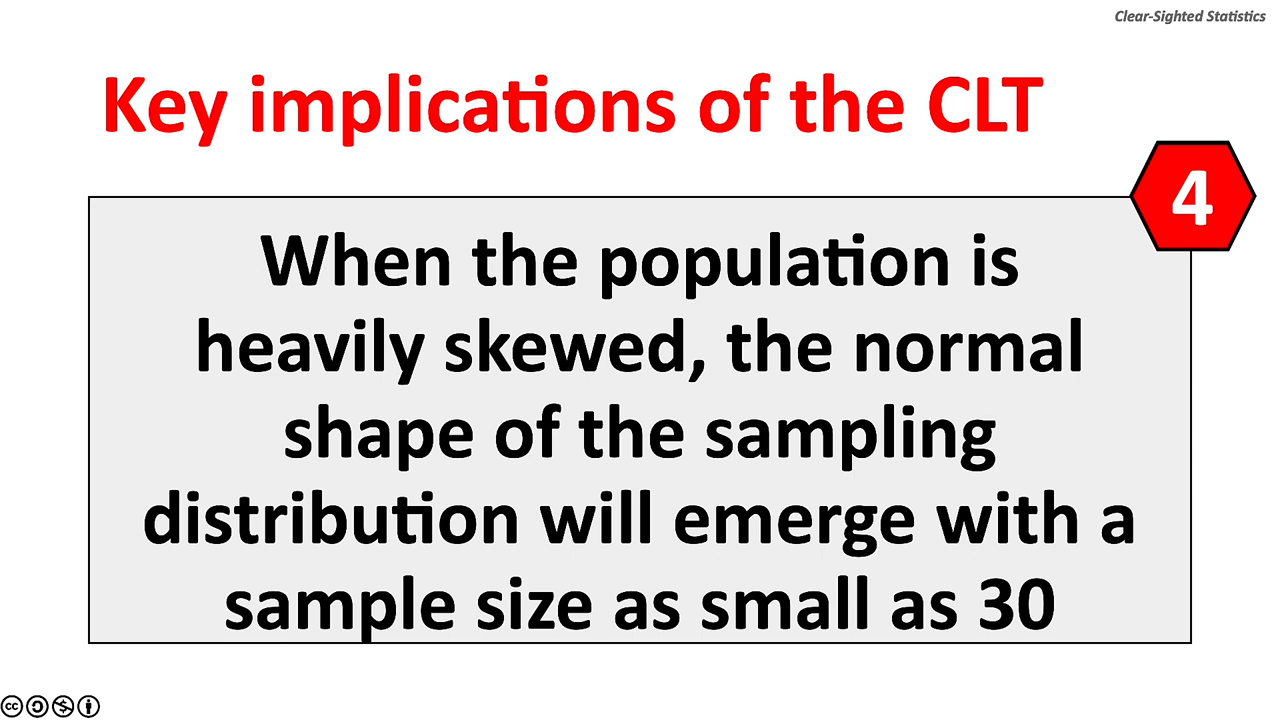 Clear-Sighted Statistics
Key implications of the CLT
4
When the population is
heavily skewed, the normal
shape of the sampling
distribution will emerge with a
sample size as small as 30
cc